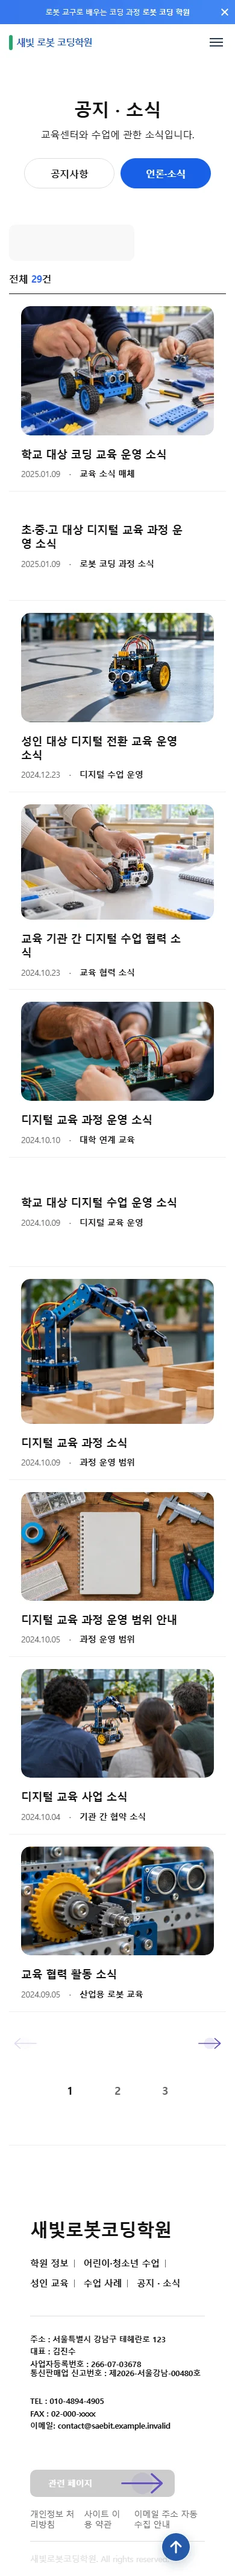 로봇 교구로 배우는 코딩 과정 로봇 코딩 학원
새빛 로봇 코딩학원
공지 · 소식
교육센터와 수업에 관한 소식입니다.
공지사항
언론·소식
전체 29건
학교 대상 코딩 교육 운영 소식
2025.01.09 · 교육 소식 매체
초·중·고 대상 디지털 교육 과정 운
영 소식
2025.01.09 · 로봇 코딩 과정 소식
성인 대상 디지털 전환 교육 운영
소식
2024.12.23 · 디지털 수업 운영
교육 기관 간 디지털 수업 협력 소
식
2024.10.23 · 교육 협력 소식
디지털 교육 과정 운영 소식
2024.10.10 · 대학 연계 교육
학교 대상 디지털 수업 운영 소식
2024.10.09 · 디지털 교육 운영
디지털 교육 과정 소식
2024.10.09 · 과정 운영 범위
디지털 교육 과정 운영 범위 안내
2024.10.05 · 과정 운영 범위
디지털 교육 사업 소식
2024.10.04 · 기관 간 협약 소식
교육 협력 활동 소식
2024.09.05 · 산업용 로봇 교육
1 2 3
새빛로봇코딩학원
학원 정보 | 어린이·청소년 수업 |
성인 교육 | 수업 사례 | 공지 · 소식
주소 : 서울특별시 강남구 테헤란로 123
대표 : 김진수
사업자등록번호 : 266-07-03678
통신판매업 신고번호 : 제2026-서울강남-00480호
TEL : 010-4894-4905
FAX : 02-000-xxxx
이메일: contact@saebit.example.invalid
관련 페이지
개인정보 처 사이트 이 이메일 주소 자동
리방침 용 약관 수집 안내
새빛로봇코딩학원. All rights reserved.